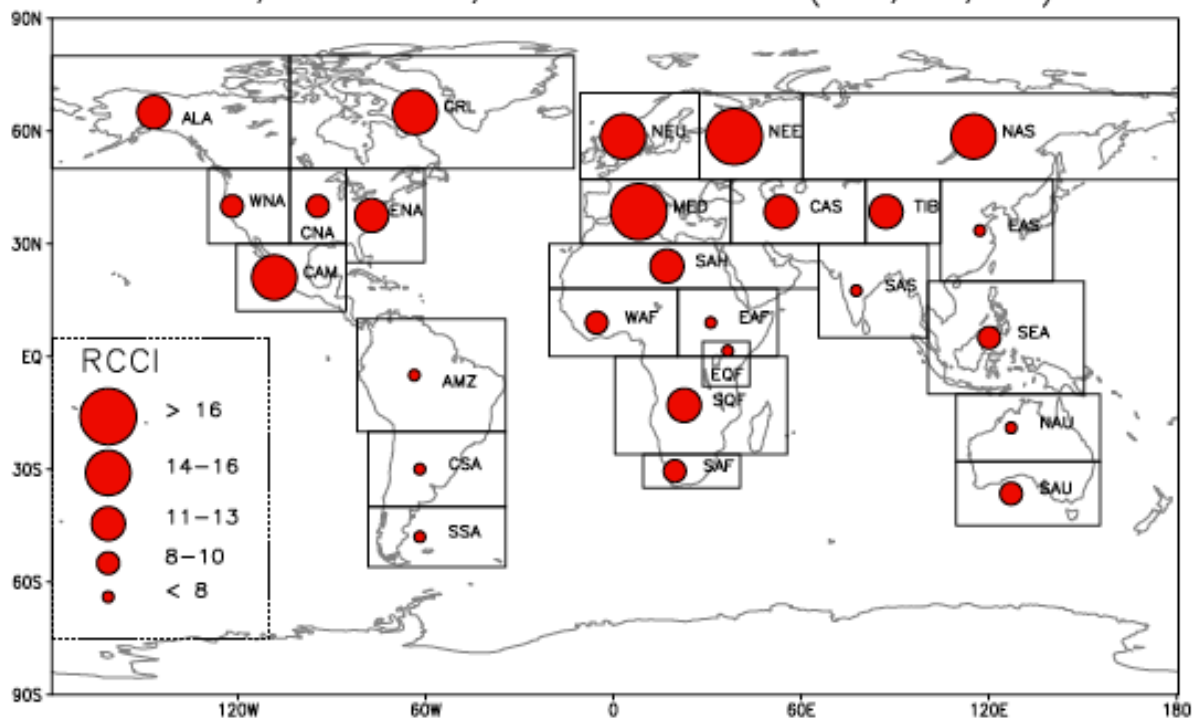 90N
60N
30N
EQ
30S
60S
90S
ALA
GRL
NEU
NEE
NAS
WNA
CNA
ENA
MED
CAS
TIB
EAS
CAM
SAH
SAS
WAF
EAF
SEA
EQF
AMZ
SQF
NAU
CSA
SAF
SAU
SSA
RCCI
> 16
14-16
11-13
8-10
< 8
120W
60W
0
60E
120E
180